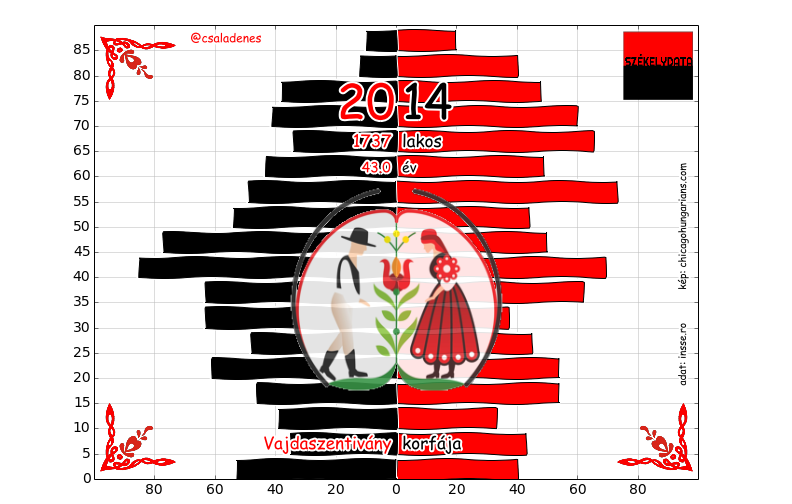 @csaladenes
SZÉKELYDATA
2014
1737 lakos
43.0 év
kép: chicagohungarians.com
adat: insse.ro
Vajdaszentivány korfája
85
80
75
70
65
60
55
50
45
40
35
30
25
20
15
10
5
0
80 60 40 20 0 20 40 60 80